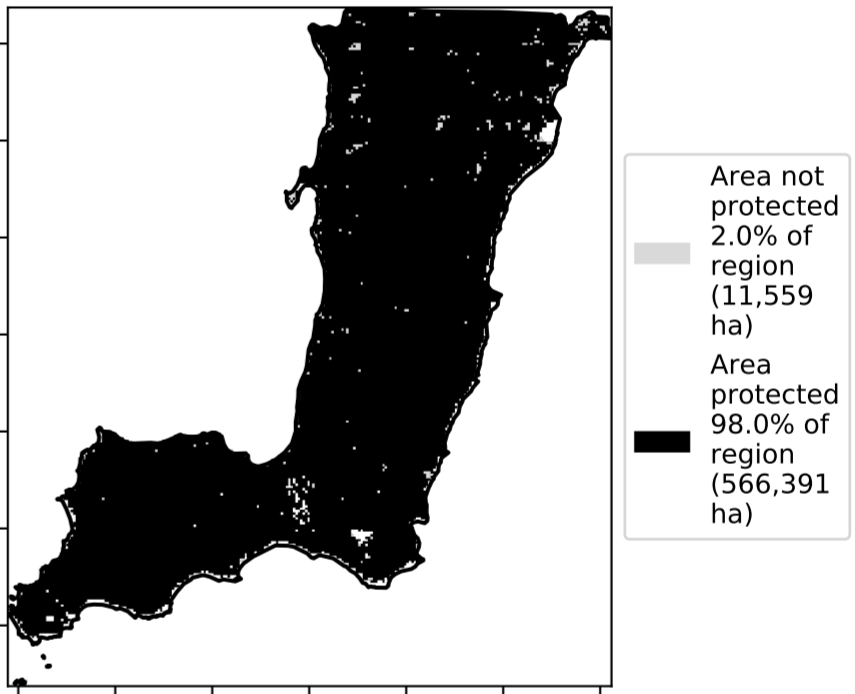 Area not
protected
2.0% of
region
(11,559
ha)
Area
protected
98.0% of
region
(566,391
ha)